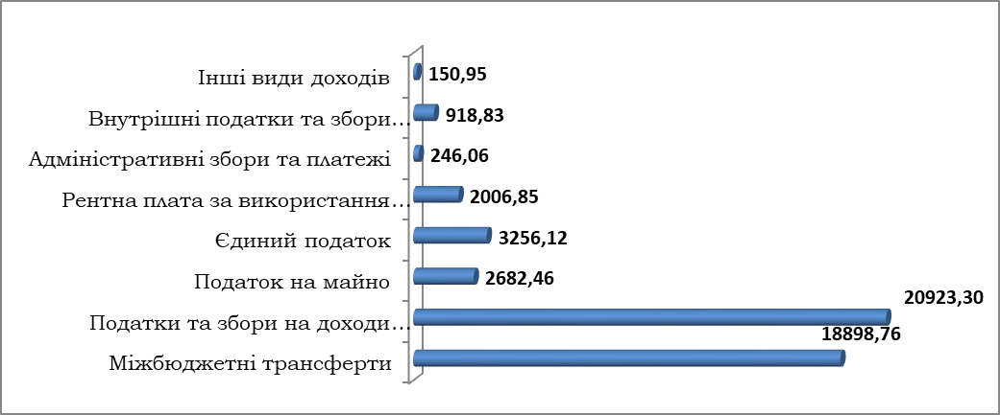 Інші види доходів 150,95
Внутрішні податки та збори... 918,83
Адміністративні збори та платежі 246,06
Рентна плата за використання... 2006,85
Єдиний податок 3256,12
Податок на майно 2682,46
Податки та збори на доходи... 20923,30
Міжбюджетні трансферти 18898,76